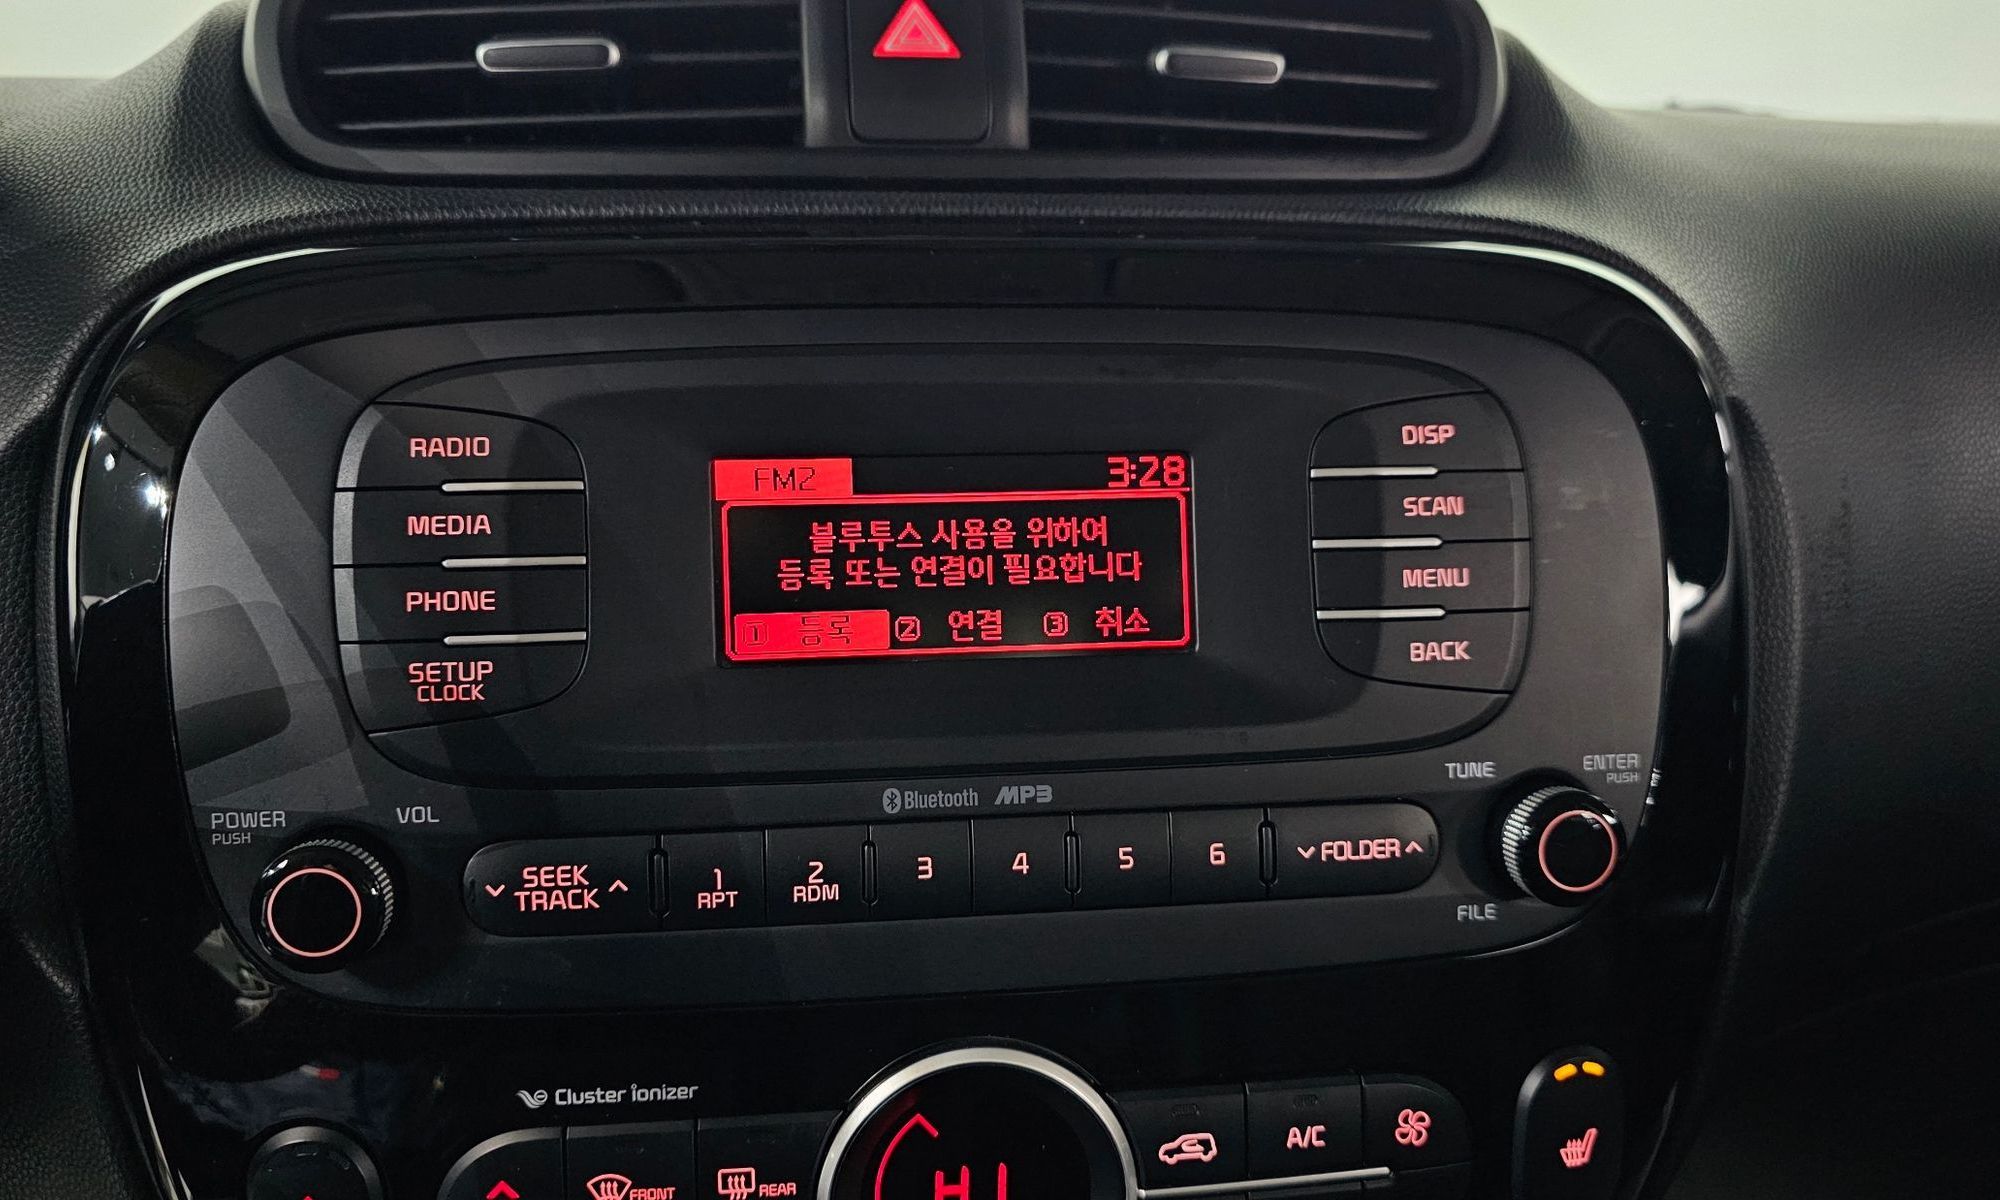 RADIO
MEDIA
PHONE
SETUP
CLOCK
FM2 3:28
블루투스 사용을 위하여
등록 또는 연결이 필요합니다
1 등록 2 연결 3 취소
DISP
SCAN
MENU
BACK
POWER
PUSH
VOL
Bluetooth MP3
TUNE
ENTER
PUSH
FILE
SEEK
TRACK
1
RPT
2
RDM
3
4
5
6
FOLDER
Cluster ionizer
FRONT
REAR
HI
A/C